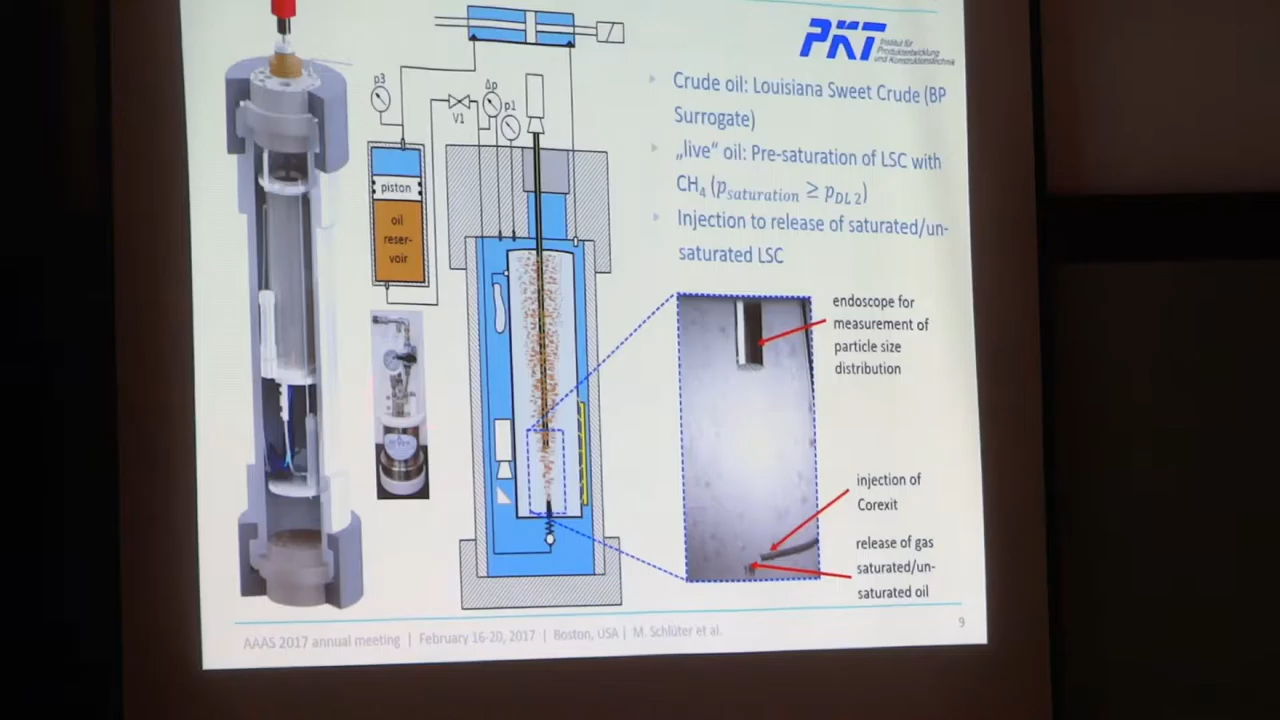 PKT
Institut für
Produktentwicklung
und Konstruktionstechnik
Crude oil: Louisiana Sweet Crude (BP
Surrogate)
„live" oil: Pre-saturation of LSC with
CH₄ (p_saturation ≥ p_DL 2)
Injection to release of saturated/un-
saturated LSC
p3
V1
Δp
p1
piston
oil
reser-
voir
endoscope for
measurement of
particle size
distribution
injection of
Corexit
release of gas
saturated/un-
saturated oil
AAAS 2017 annual meeting | February 16-20, 2017 | Boston, USA | M. Schlüter et al.
9